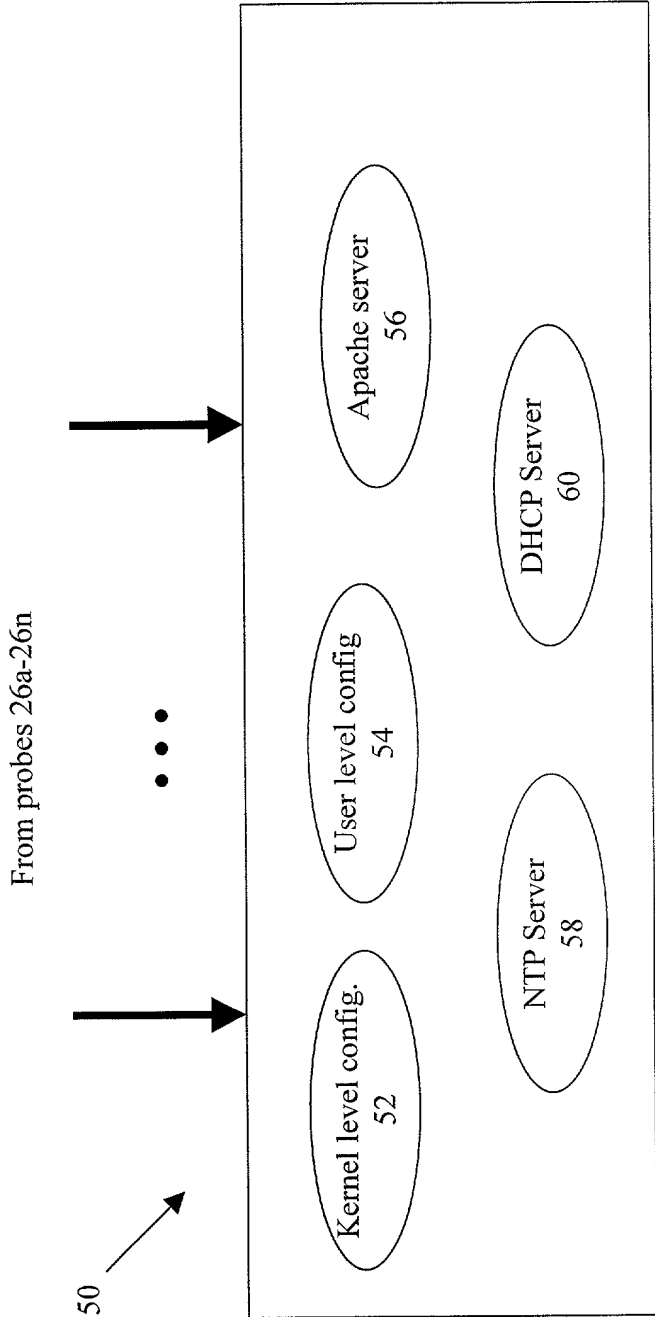 From probes 26a-26n
50
Kernel level config.
52
User level config
54
Apache server
56
NTP Server
58
DHCP Server
60